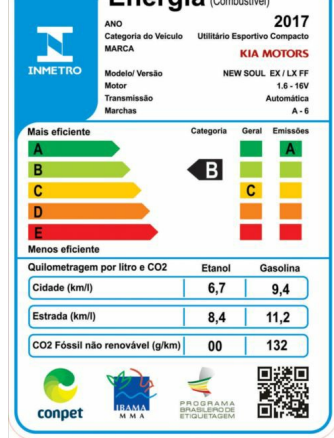 Energia (Combustível)
ANO 2017
Categoria do Veículo Utilitário Esportivo Compacto
MARCA KIA MOTORS
INMETRO
Modelo/ Versão NEW SOUL EX / LX FF
Motor 1.6 - 16V
Transmissão Automática
Marchas A - 6
Mais eficiente Categoria Geral Emissões
A A
B B
C C
D
E
Menos eficiente
Quilometragem por litro e CO2 Etanol Gasolina
Cidade (km/l) 6,7 9,4
Estrada (km/l) 8,4 11,2
CO2 Fóssil não renovável (g/km) 00 132
conpet
IBAMA
M M A
PROGRAMA
BRASILEIRO DE
ETIQUETAGEM